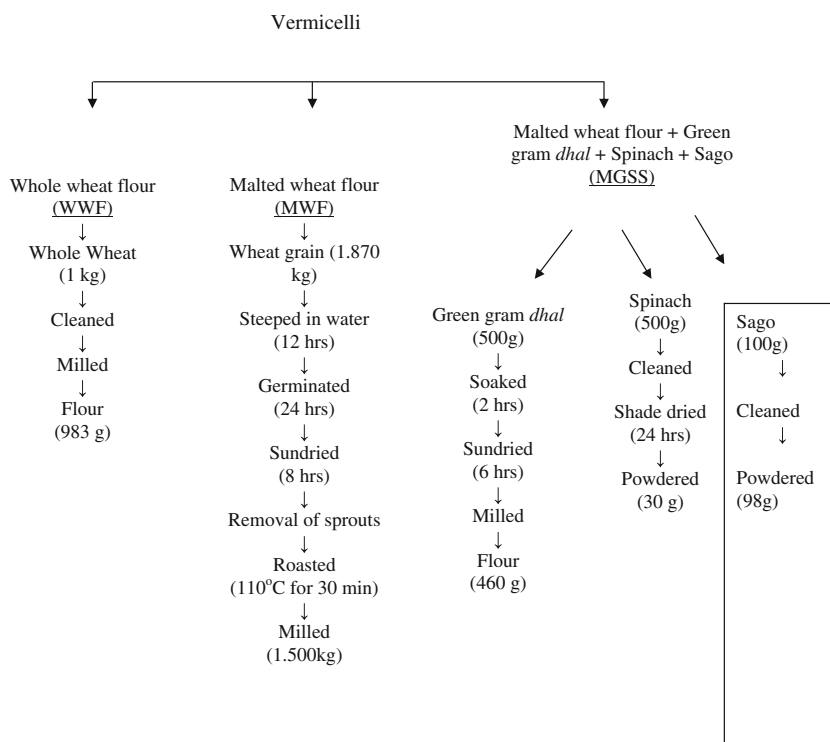 Vermicelli
Whole wheat flour
(WWF)
↓
Whole Wheat
(1 kg)
↓
Cleaned
↓
Milled
↓
Flour
(983 g)
Malted wheat flour
(MWF)
↓
Wheat grain (1.870
kg)
↓
Steeped in water
(12 hrs)
↓
Germinated
(24 hrs)
↓
Sundried
(8 hrs)
↓
Removal of sprouts
↓
Roasted
(110°C for 30 min)
↓
Milled
(1.500kg)
Malted wheat flour + Green
gram dhal + Spinach + Sago
(MGSS)
Green gram dhal
(500g)
↓
Soaked
(2 hrs)
↓
Sundried
(6 hrs)
↓
Milled
↓
Flour
(460 g)
Spinach
(500g)
↓
Cleaned
↓
Shade dried
(24 hrs)
↓
Powdered
(30 g)
Sago
(100g)
↓
Cleaned
↓
Powdered
(98g)